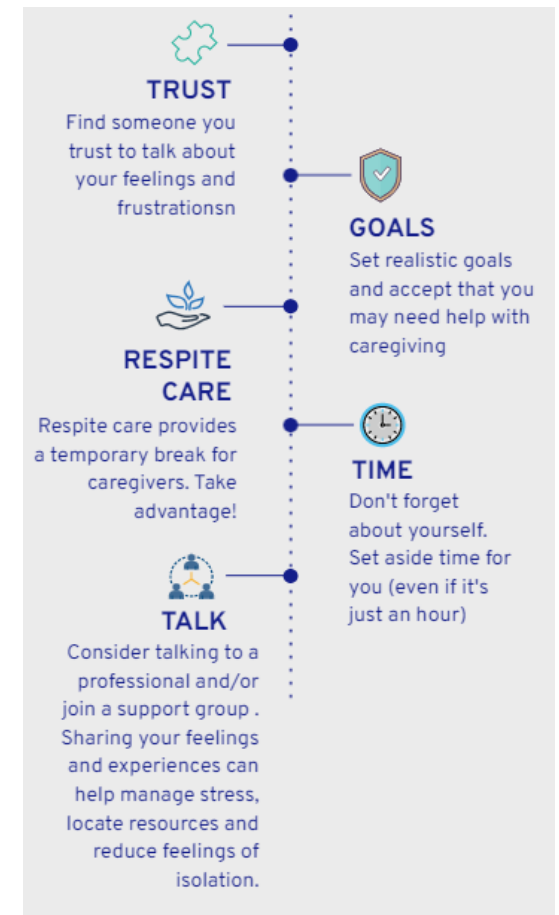 TRUST
Find someone you
trust to talk about
your feelings and
frustrationsn
GOALS
Set realistic goals
and accept that you
may need help with
caregiving
RESPITE
CARE
Respite care provides
a temporary break for
caregivers. Take
advantage!
TIME
Don't forget
about yourself.
Set aside time for
you (even if it's
just an hour)
TALK
Consider talking to a
professional and/or
join a support group .
Sharing your feelings
and experiences can
help manage stress,
locate resources and
reduce feelings of
isolation.